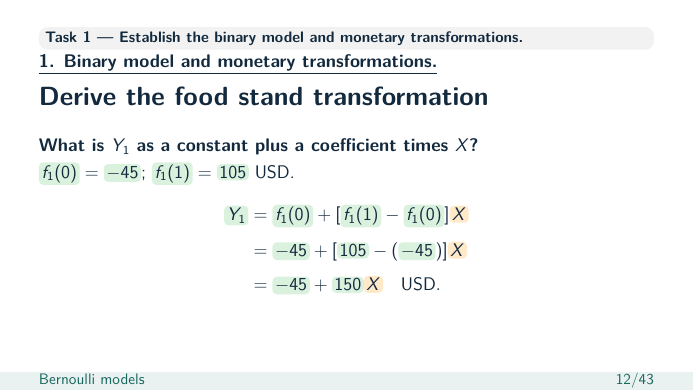 Task 1 — Establish the binary model and monetary transformations.
1. Binary model and monetary transformations.
Derive the food stand transformation
What is Y₁ as a constant plus a coefficient times X?
f₁(0) = −45; f₁(1) = 105 USD.
Y₁ = f₁(0) + [f₁(1) − f₁(0)]X
= −45 + [105 − (−45)]X
= −45 + 150X USD.
Bernoulli models 12/43